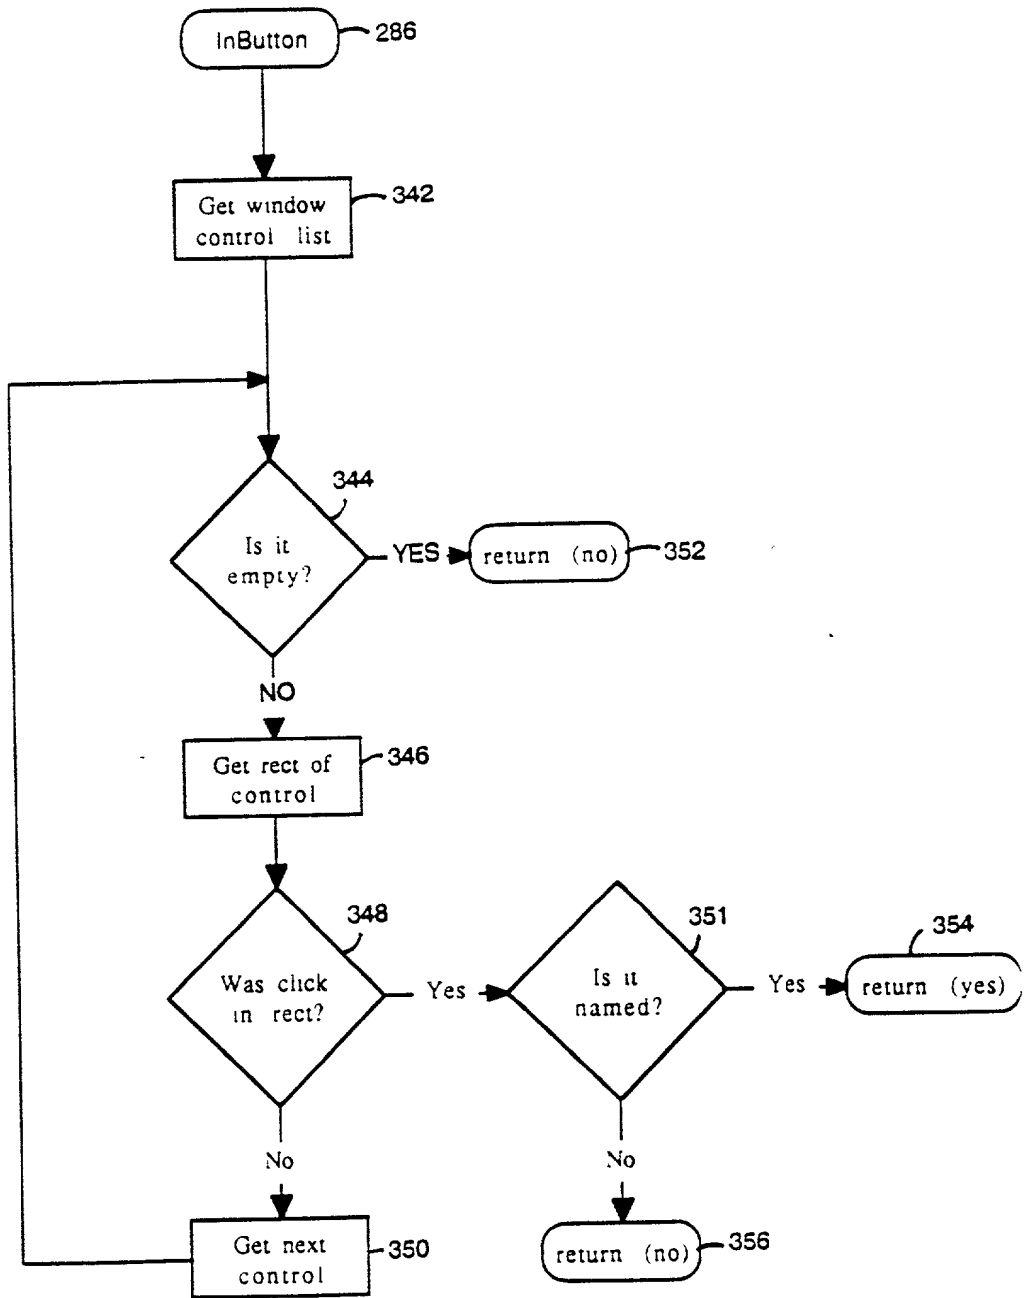 InButton
286
Get window
control list
342
344
Is it
empty?
YES
return (no)
352
NO
Get rect of
control
346
348
Was click
in rect?
Yes
351
Is it
named?
Yes
354
return (yes)
No
No
Get next
control
350
return (no)
356